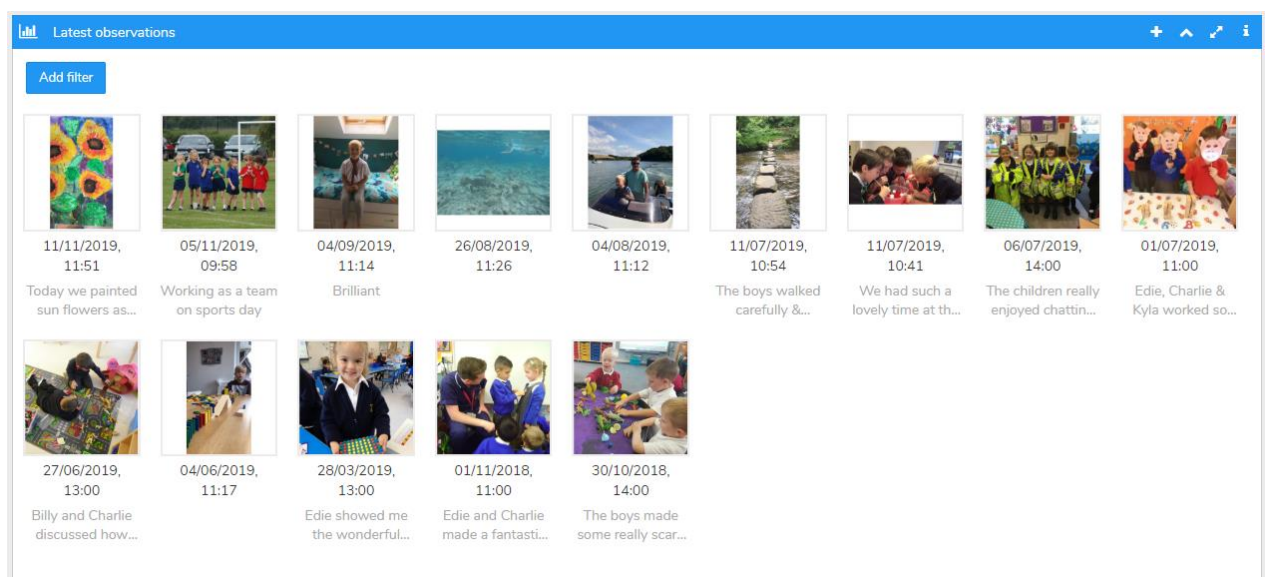 Latest observations
Add filter
11/11/2019,
11:51
Today we painted
sun flowers as...
05/11/2019,
09:58
Working as a team
on sports day
04/09/2019,
11:14
Brilliant
26/08/2019,
11:26
04/08/2019,
11:12
11/07/2019,
10:54
The boys walked
carefully &...
11/07/2019,
10:41
We had such a
lovely time at th...
06/07/2019,
14:00
The children really
enjoyed chattin...
01/07/2019,
11:00
Edie, Charlie &
Kyla worked so...
27/06/2019,
13:00
Billy and Charlie
discussed how...
04/06/2019,
11:17
28/03/2019,
13:00
Edie showed me
the wonderful...
01/11/2018,
11:00
Edie and Charlie
made a fantasti...
30/10/2018,
14:00
The boys made
some really scar...